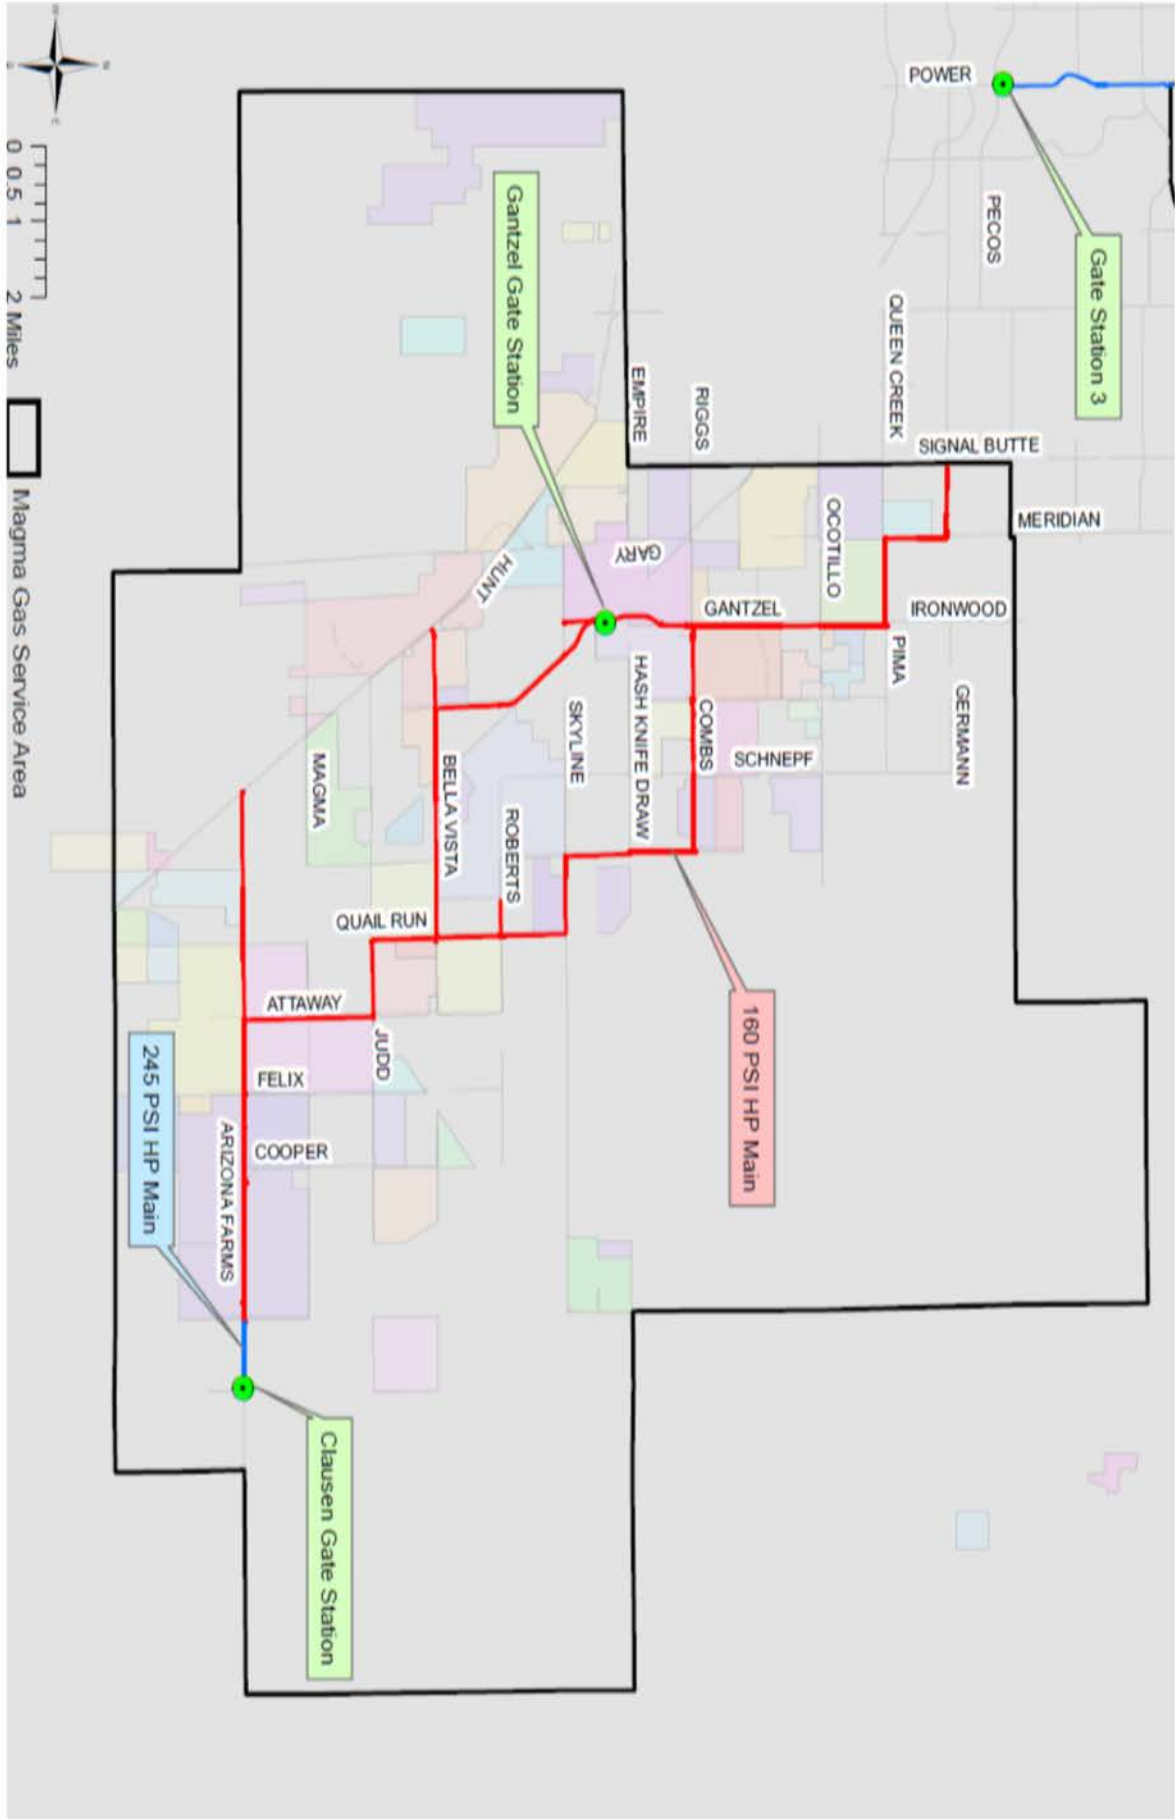 POWER
PECOS
Gate Station 3
Gantzel Gate Station
QUEEN CREEK
EMPIRE
RIGGS
SIGNAL BUTTE
MERIDIAN
OCOTILLO
GARY
HUNT
GANTZEL
IRONWOOD
PIMA
GERMANN
HASH KNIFE DRAW
COMBS
SKYLINE
SCHNEPF
MAGMA
BELLA VISTA
ROBERTS
QUAIL RUN
ATTAWAY
JUDD
FELIX
COOPER
ARIZONA FARMS
160 PSI HP Main
245 PSI HP Main
Clausen Gate Station
0 0.5 1 2 Miles
Magma Gas Service Area